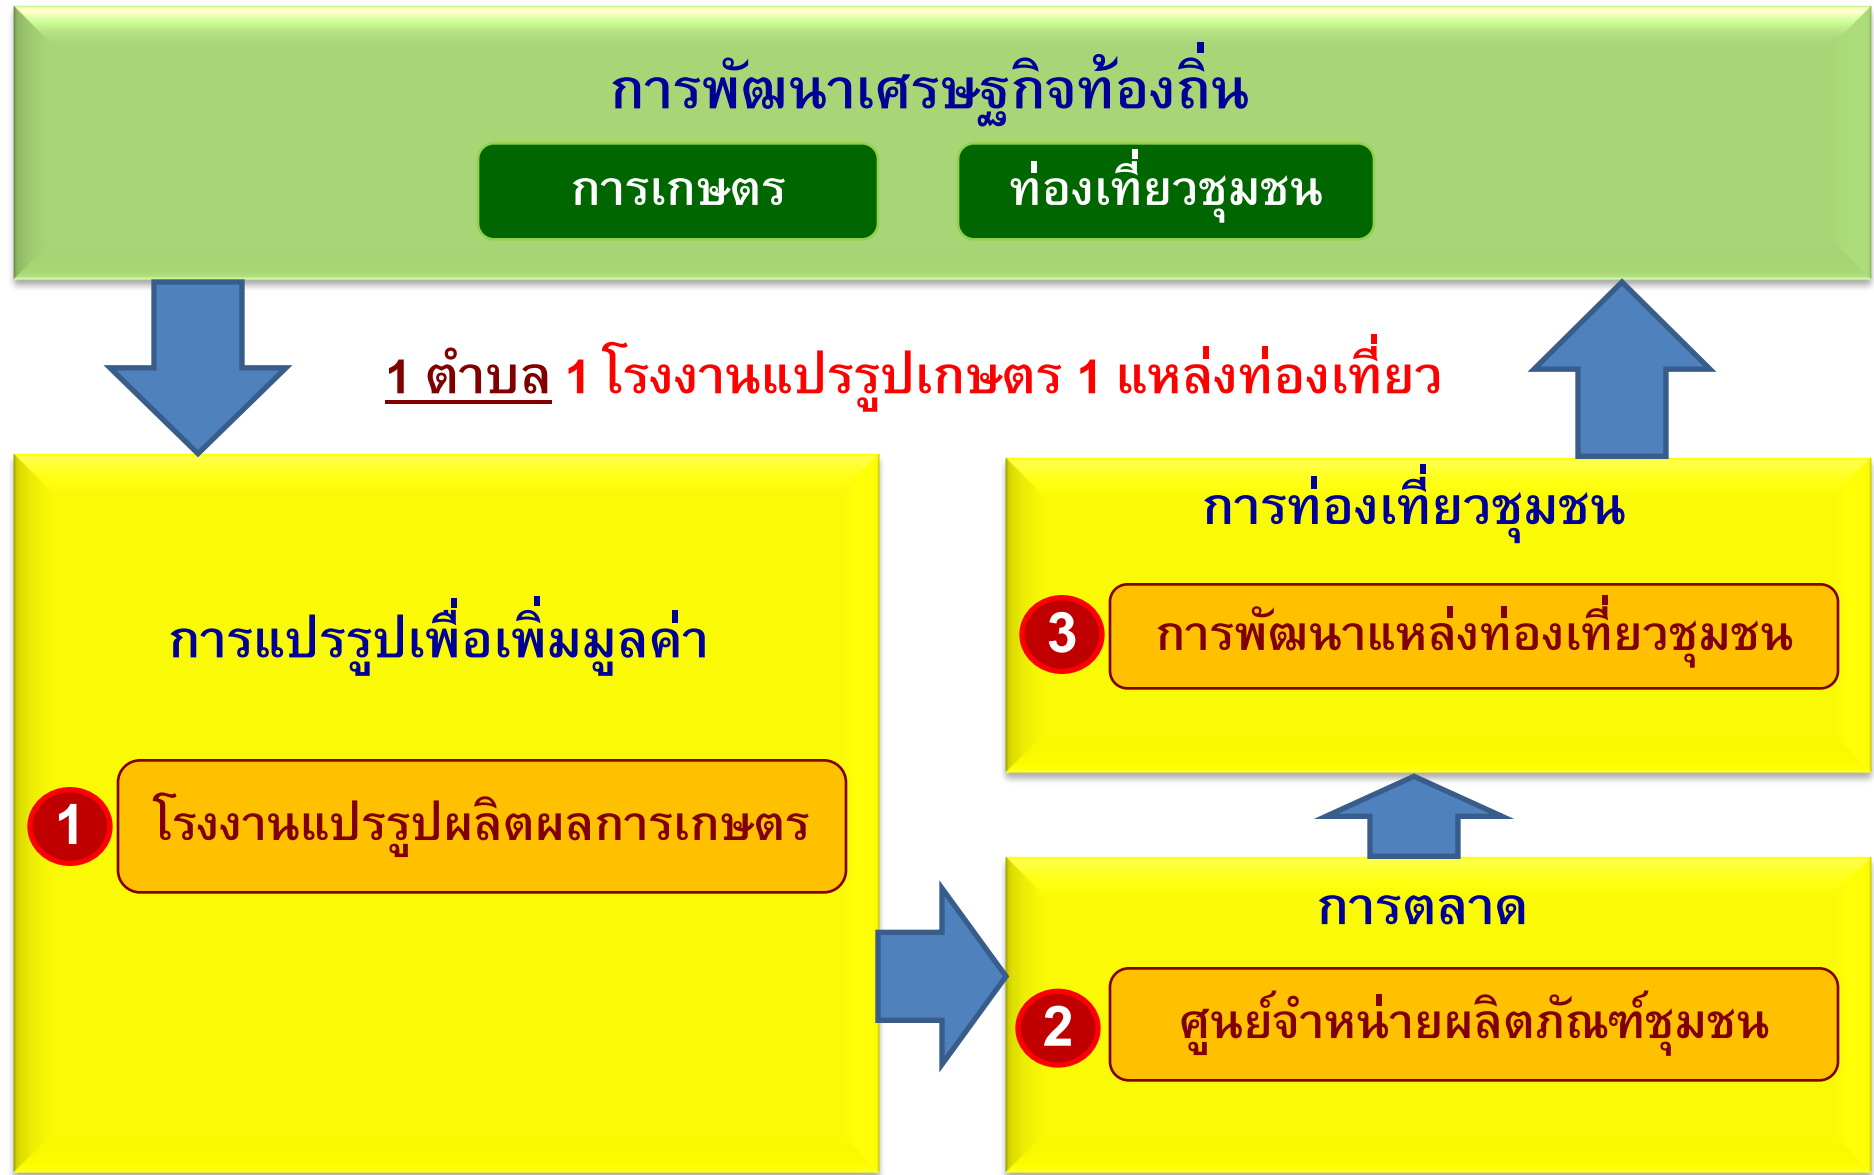 การพัฒนาเศรษฐกิจท้องถิ่น
การเกษตร
ท่องเที่ยวชุมชน
1 ตำบล 1 โรงงานแปรรูปเกษตร 1 แหล่งท่องเที่ยว
การแปรรูปเพื่อเพิ่มมูลค่า
1 โรงงานแปรรูปผลิตผลการเกษตร
การตลาด
2 ศูนย์จำหน่ายผลิตภัณฑ์ชุมชน
การท่องเที่ยวชุมชน
3 การพัฒนาแหล่งท่องเที่ยวชุมชน